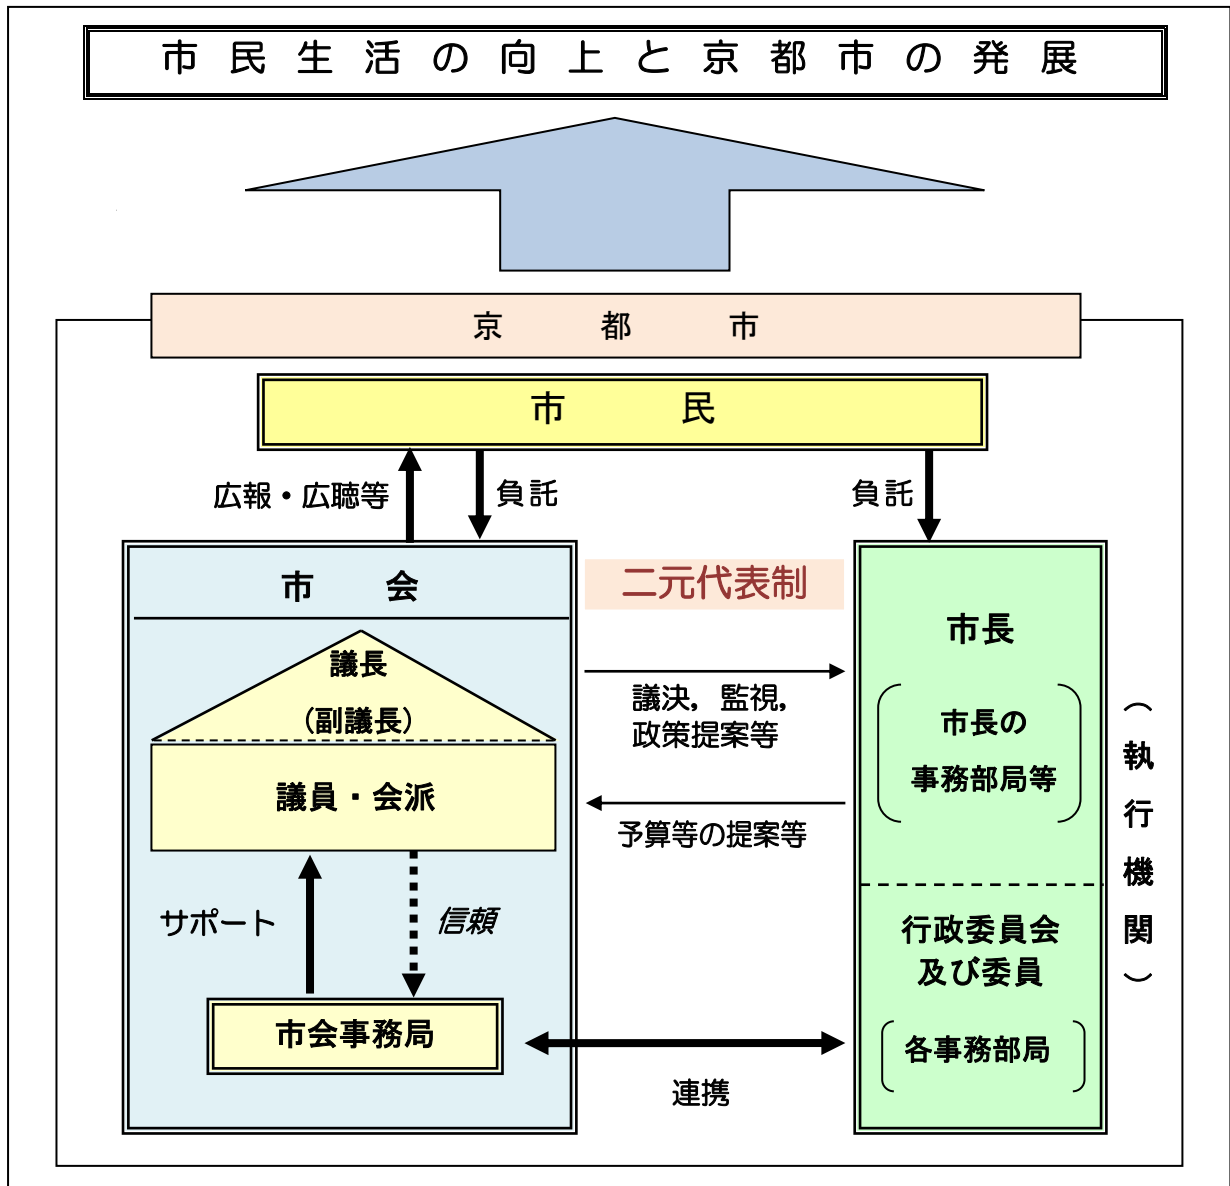 市民生活の向上と京都市の発展
京都市
市民
広報・広聴等
負託
負託
市会
議長
(副議長)
議員・会派
サポート
信頼
市会事務局
二元代表制
議決，監視，
政策提案等
予算等の提案等
連携
市長
市長の
事務部局等
行政委員会
及び委員
各事務部局
（執行機関）